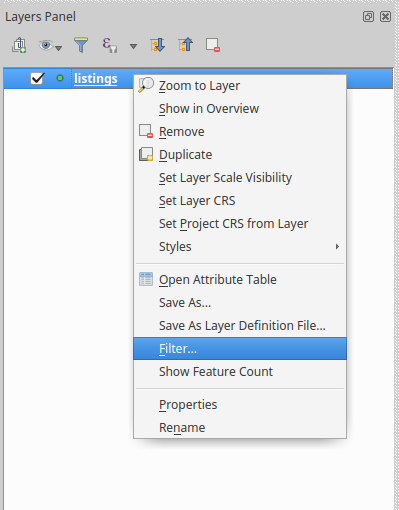 Layers Panel
listings
Zoom to Layer
Show in Overview
Remove
Duplicate
Set Layer Scale Visibility
Set Layer CRS
Set Project CRS from Layer
Styles
Open Attribute Table
Save As...
Save As Layer Definition File...
Filter...
Show Feature Count
Properties
Rename